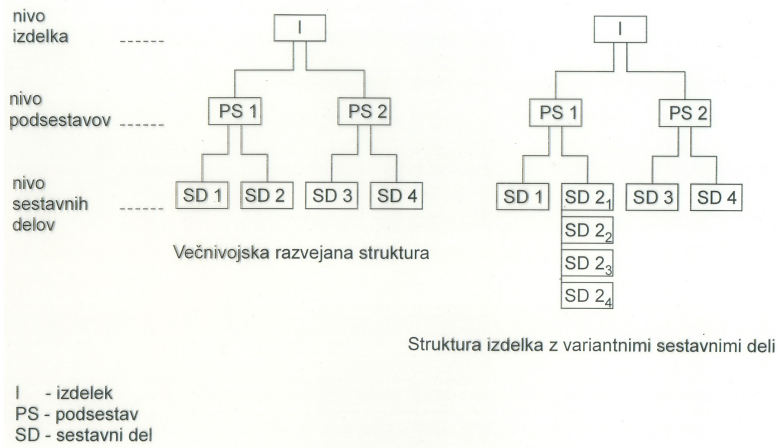 nivo
izdelka
I
I
nivo
podsestavov
PS 1
PS 2
PS 1
PS 2
nivo
sestavnih
delov
SD 1
SD 2
SD 3
SD 4
SD 1
SD 2₁
SD 2₂
SD 2₃
SD 2₄
SD 3
SD 4
Večnivojska razvejana struktura
Struktura izdelka z variantnimi sestavnimi deli
I - izdelek
PS - podsestav
SD - sestavni del